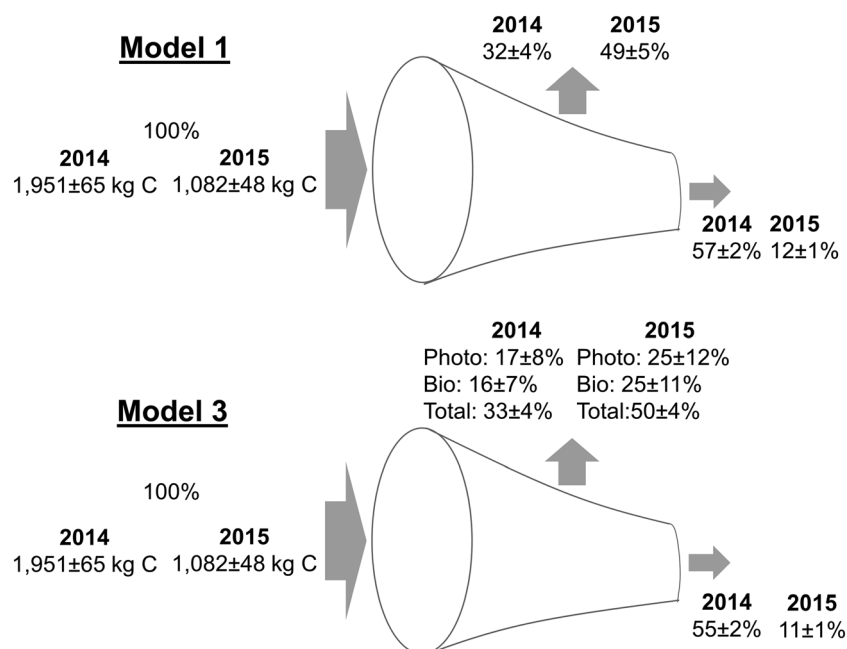 Model 1
100%
2014 2015
1,951±65 kg C 1,082±48 kg C
2014 2015
32±4% 49±5%
2014 2015
57±2% 12±1%
Model 3
100%
2014 2015
1,951±65 kg C 1,082±48 kg C
2014 2015
Photo: 17±8% Photo: 25±12%
Bio: 16±7% Bio: 25±11%
Total: 33±4% Total:50±4%
2014 2015
55±2% 11±1%